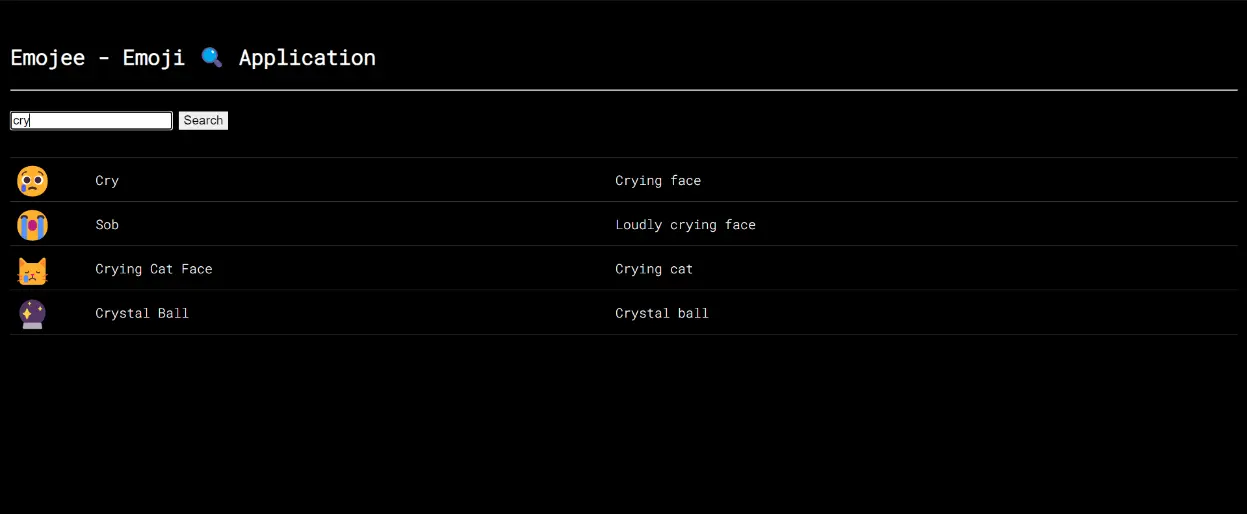 Emojee - Emoji 🔍 Application
cry Search
Cry Crying face
Sob Loudly crying face
Crying Cat Face Crying cat
Crystal Ball Crystal ball